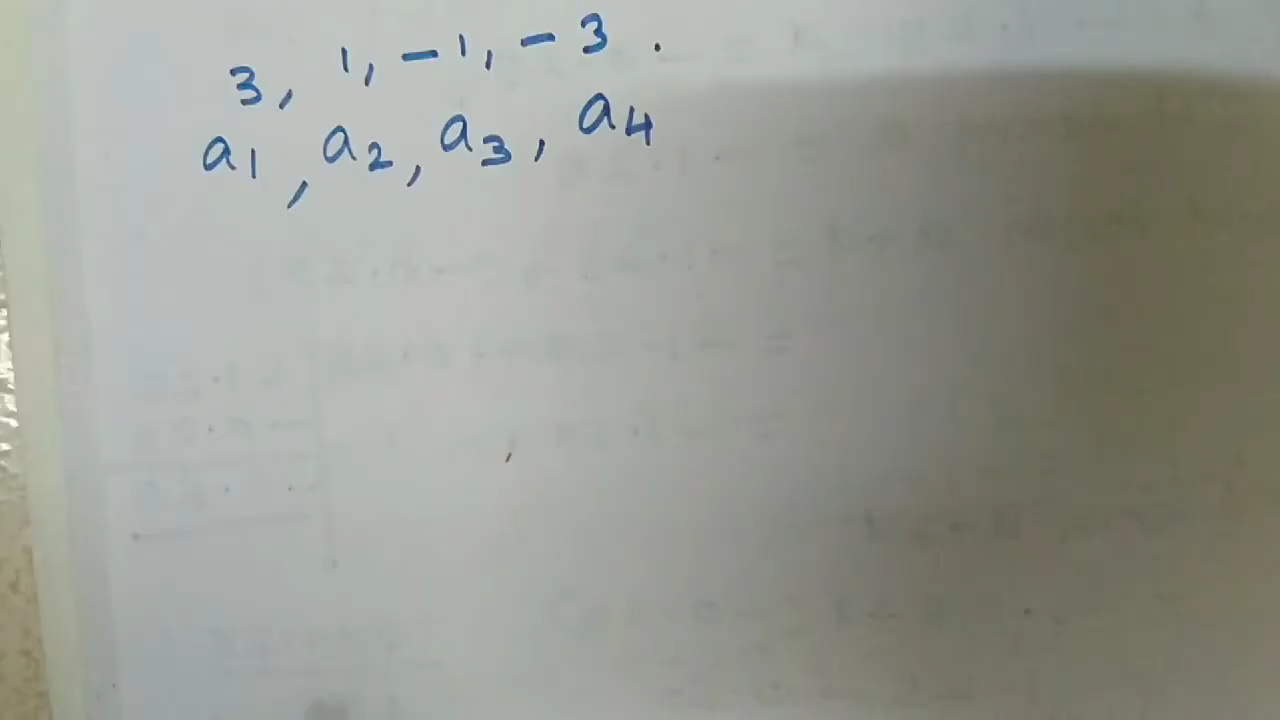 3, 1, -1, -3.
a1, a2, a3, a4